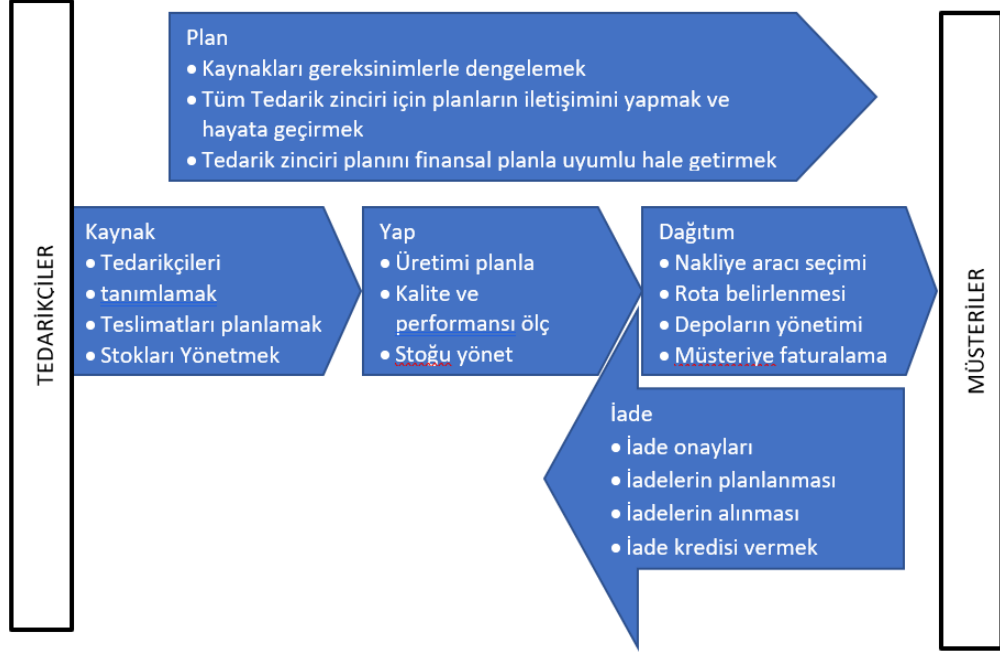 TEDARİKÇİLER
Plan
• Kaynakları gereksinimlerle dengelemek
• Tüm Tedarik zinciri için planların iletişimini yapmak ve
hayata geçirmek
• Tedarik zinciri planını finansal planla uyumlu hale getirmek
Kaynak
• Tedarikçileri
• tanımlamak
• Teslimatları planlamak
• Stokları Yönetmek
Yap
• Üretimi planla
• Kalite ve
performansı ölç
• Stoğu yönet
Dağıtım
• Nakliye aracı seçimi
• Rota belirlenmesi
• Depoların yönetimi
• Müsteriye faturalama
İade
• İade onayları
• İadelerin planlanması
• İadelerin alınması
• İade kredisi vermek
MÜSTERİLER